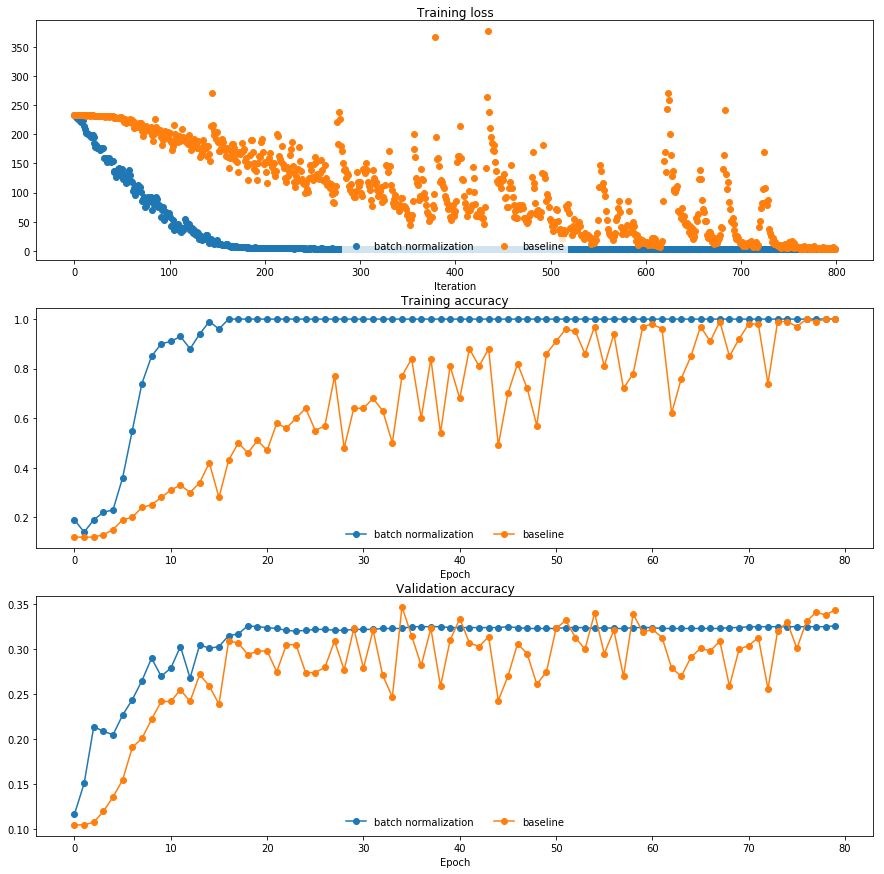 Training loss
350
300
250
200
150
100
50
0
batch normalization baseline
0 100 200 300 400 500 600 700 800
Iteration
Training accuracy
1.0
0.8
0.6
0.4
0.2
batch normalization baseline
0 10 20 30 40 50 60 70 80
Epoch
Validation accuracy
0.35
0.30
0.25
0.20
0.15
0.10
batch normalization baseline
0 10 20 30 40 50 60 70 80
Epoch